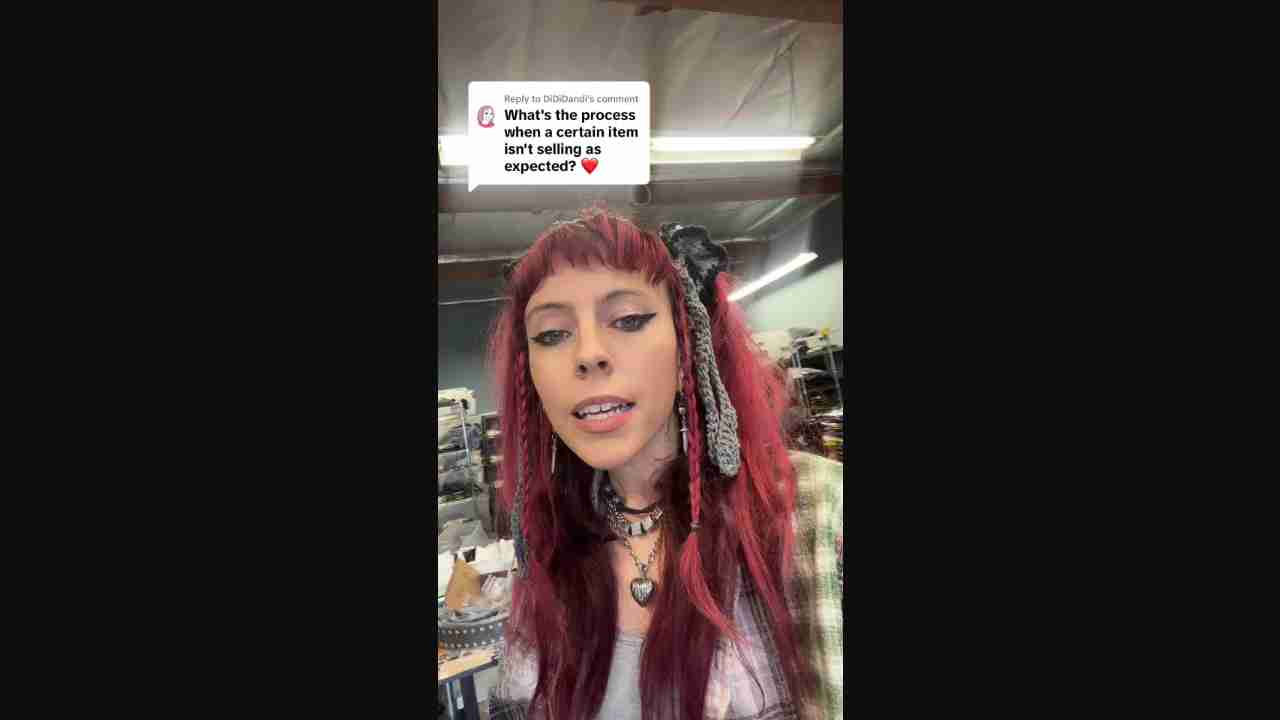 Reply to DiDiDandi's comment
What's the process
when a certain item
isn't selling as
expected? ❤️